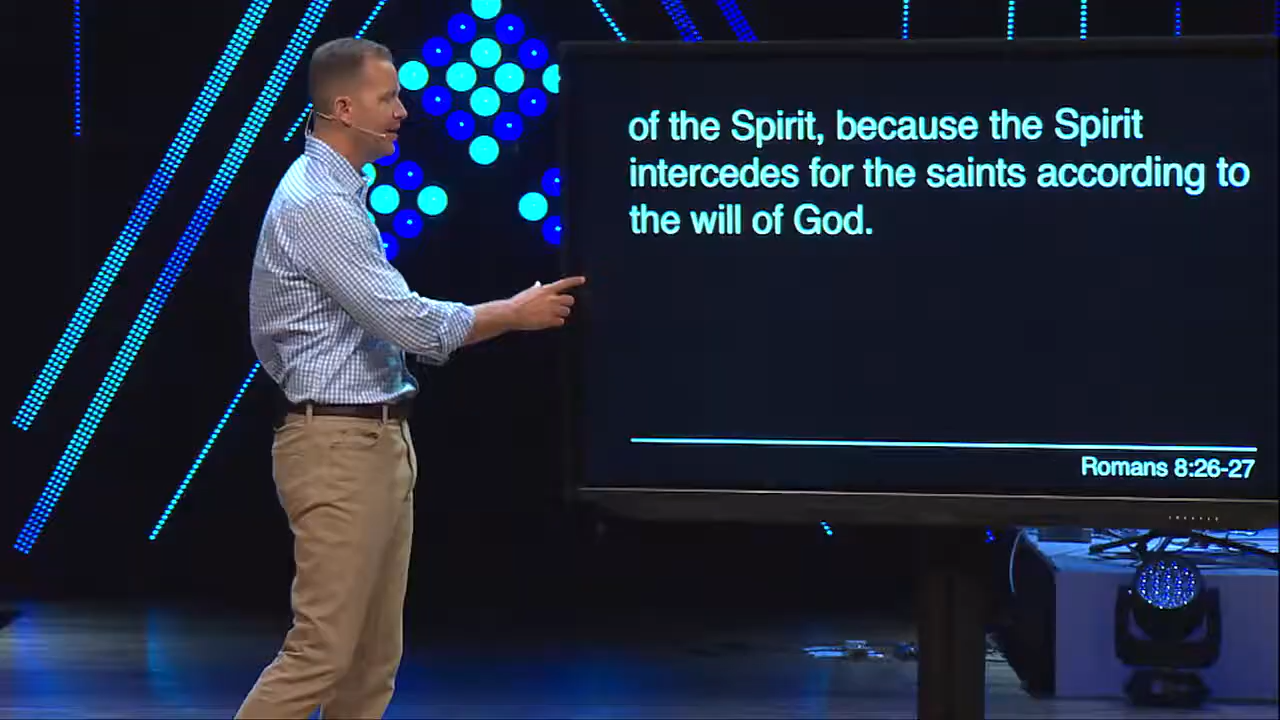 of the Spirit, because the Spirit
intercedes for the saints according to
the will of God.
Romans 8:26-27